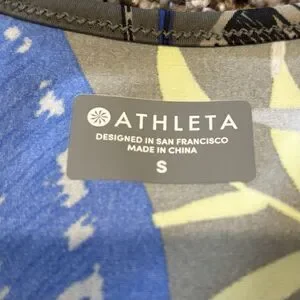 ATHLETA
DESIGNED IN SAN FRANCISCO
MADE IN CHINA
S